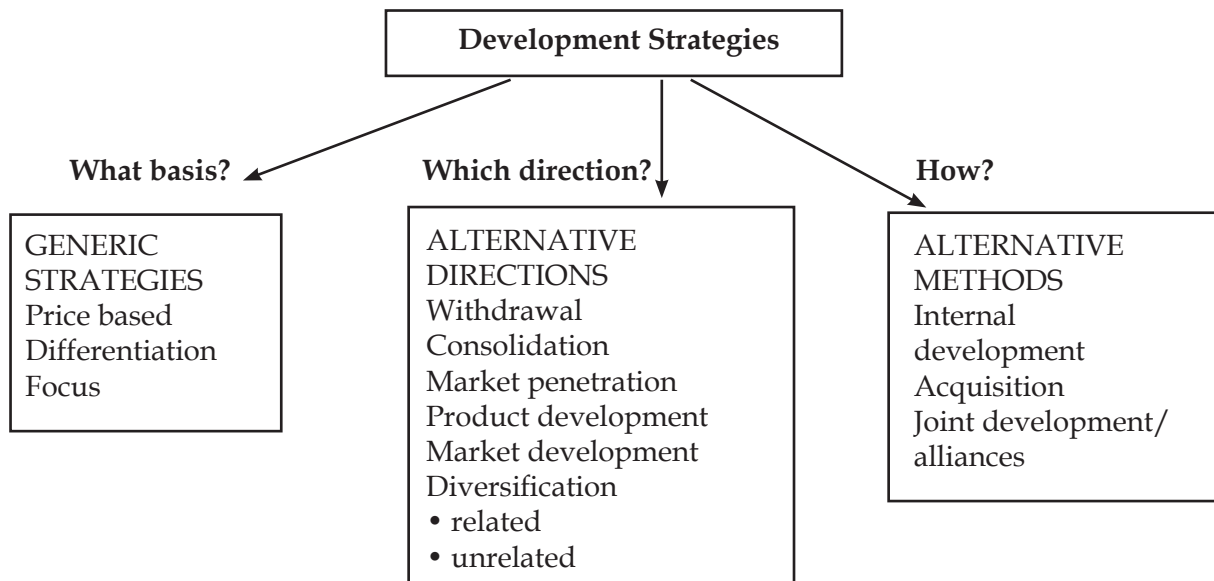 Development Strategies
What basis?
Which direction?
How?
GENERIC
STRATEGIES
Price based
Differentiation
Focus
ALTERNATIVE
DIRECTIONS
Withdrawal
Consolidation
Market penetration
Product development
Market development
Diversification
• related
• unrelated
ALTERNATIVE
METHODS
Internal
development
Acquisition
Joint development/
alliances